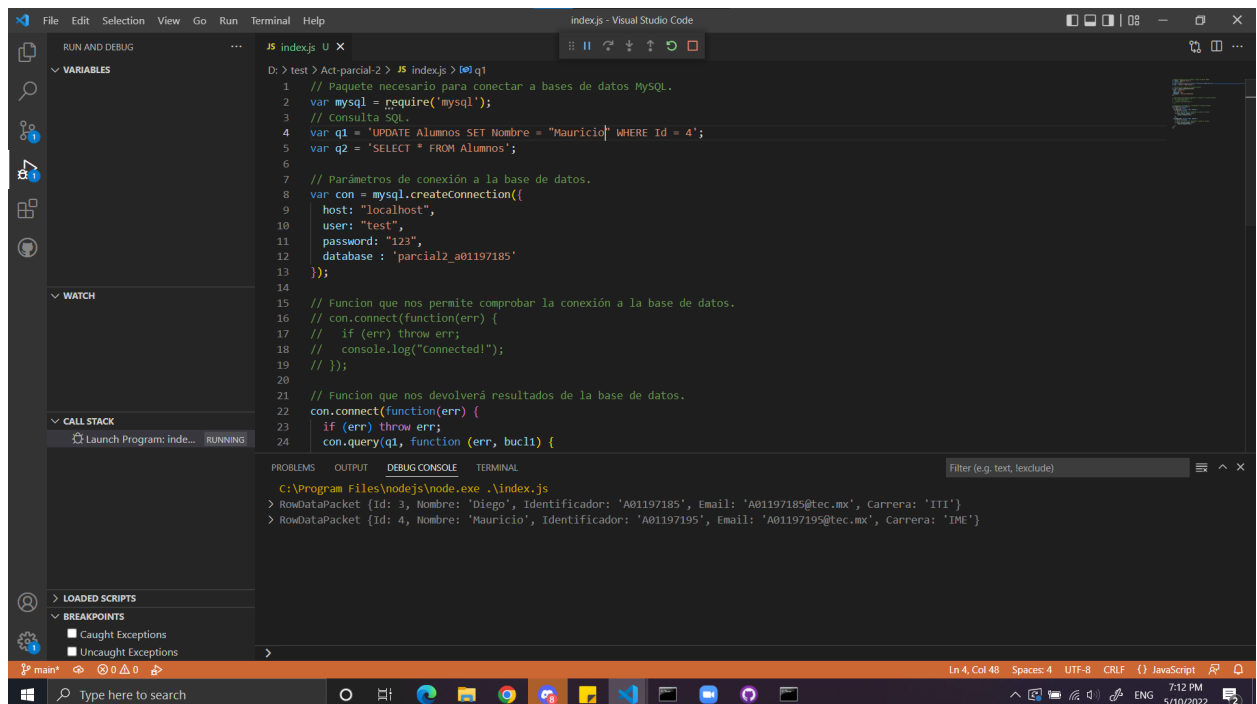 File Edit Selection View Go Run Terminal Help index.js - Visual Studio Code
RUN AND DEBUG ...
VARIABLES
WATCH
CALL STACK
Launch Program: inde... RUNNING
LOADED SCRIPTS
BREAKPOINTS
Caught Exceptions
Uncaught Exceptions
JS index.js U
D: > test > Act-parcial-2 > JS index.js > q1
1 // Paquete necesario para conectar a bases de datos MySQL.
2 var mysql = require('mysql');
3 // Consulta SQL.
4 var q1 = 'UPDATE Alumnos SET Nombre = "Mauricio" WHERE Id = 4';
5 var q2 = 'SELECT * FROM Alumnos';
6
7 // Parámetros de conexión a la base de datos.
8 var con = mysql.createConnection({
9 host: "localhost",
10 user: "test",
11 password: "123",
12 database : 'parcial2_a01197185'
13 });
14
15 // Funcion que nos permite comprobar la conexión a la base de datos.
16 // con.connect(function(err) {
17 // if (err) throw err;
18 // console.log("Connected!");
19 // });
20
21 // Funcion que nos devolverá resultados de la base de datos.
22 con.connect(function(err) {
23 if (err) throw err;
24 con.query(q1, function (err, bucl1) {
PROBLEMS OUTPUT DEBUG CONSOLE TERMINAL Filter (e.g. text, !exclude)
C:\Program Files\nodejs\node.exe .\index.js
> RowDataPacket {Id: 3, Nombre: 'Diego', Identificador: 'A01197185', Email: 'A01197185@tec.mx', Carrera: 'ITI'}
> RowDataPacket {Id: 4, Nombre: 'Mauricio', Identificador: 'A01197195', Email: 'A01197195@tec.mx', Carrera: 'IME'}
>
main* 0 0 Ln 4, Col 48 Spaces: 4 UTF-8 CRLF {} JavaScript
Type here to search ENG 7:12 PM
5/10/2022